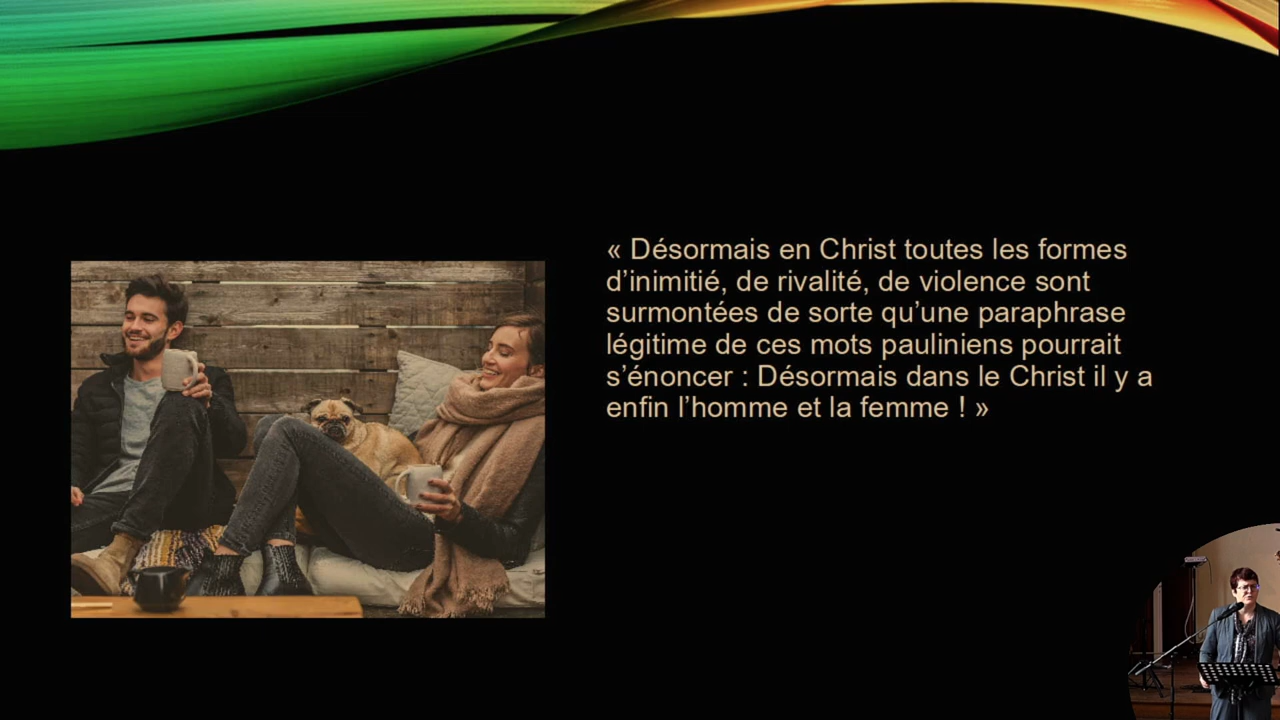 « Désormais en Christ toutes les formes
d’inimitié, de rivalité, de violence sont
surmontées de sorte qu’une paraphrase
légitime de ces mots pauliniens pourrait
s’énoncer : Désormais dans le Christ il y a
enfin l’homme et la femme ! »